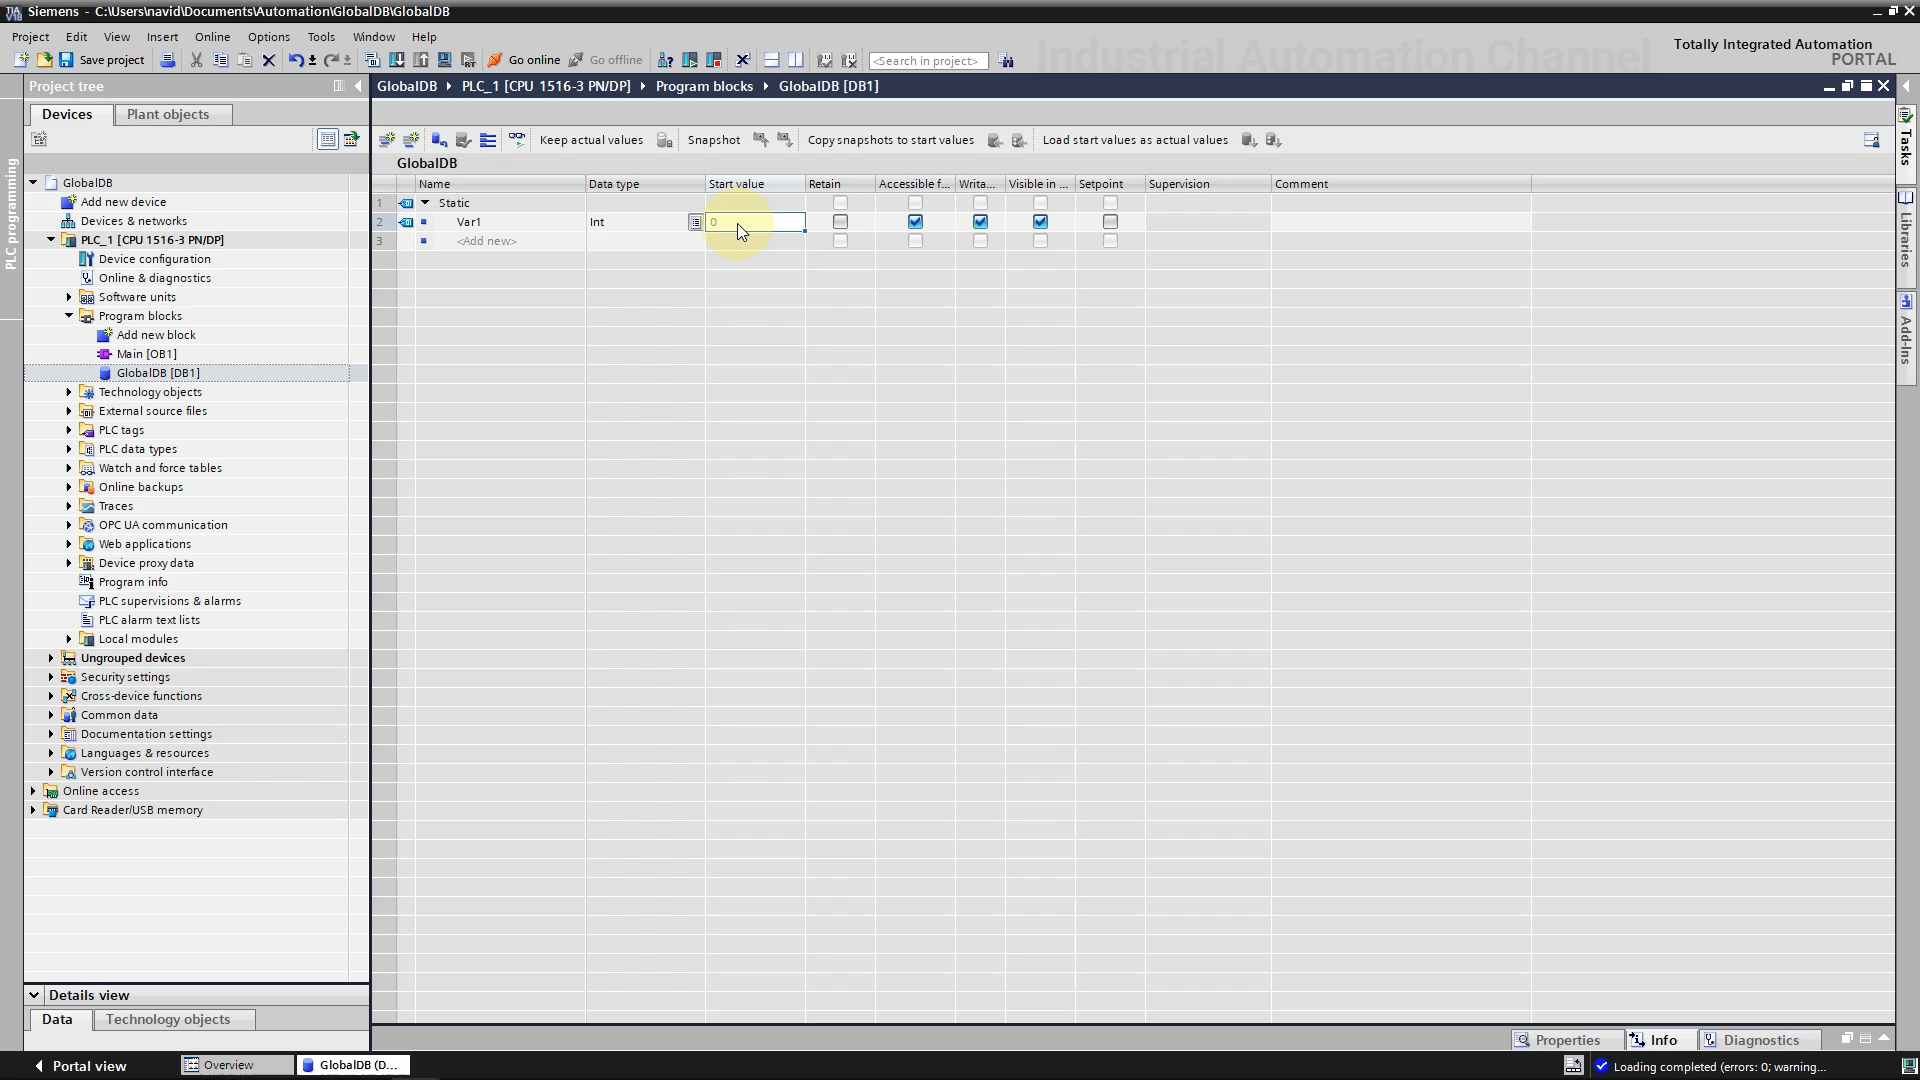 Siemens - C:\Users\navid\Documents\Automation\GlobalDB\GlobalDB
Project Edit View Insert Online Options Tools Window Help
Industrial Automation Channel
Totally Integrated Automation
PORTAL
Save project Go online Go offline <Search in project>
Project tree
GlobalDB PLC_1 [CPU 1516-3 PN/DP] Program blocks GlobalDB [DB1]
Devices Plant objects
Keep actual values Snapshot Copy snapshots to start values Load start values as actual values
GlobalDB
Name Data type Start value Retain Accessible f... Writa... Visible in ... Setpoint Supervision Comment
1 Static
2 Var1 Int 0
3 <Add new>
GlobalDB
Add new device
Devices & networks
PLC_1 [CPU 1516-3 PN/DP]
Device configuration
Online & diagnostics
Software units
Program blocks
Add new block
Main [OB1]
GlobalDB [DB1]
Technology objects
External source files
PLC tags
PLC data types
Watch and force tables
Online backups
Traces
OPC UA communication
Web applications
Device proxy data
Program info
PLC supervisions & alarms
PLC alarm text lists
Local modules
Ungrouped devices
Security settings
Cross-device functions
Common data
Documentation settings
Languages & resources
Version control interface
Online access
Card Reader/USB memory
PLC programming
Tasks
Libraries
Add-Ins
Details view
Data Technology objects
Properties Info Diagnostics
Portal view Overview GlobalDB (D... Loading completed (errors: 0; warning...